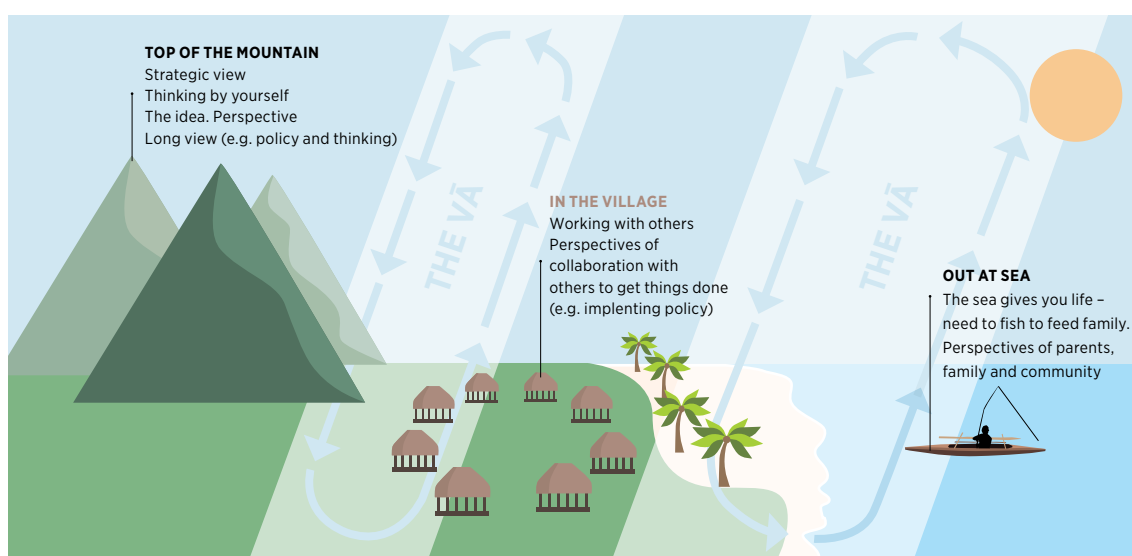 TOP OF THE MOUNTAIN
Strategic view
Thinking by yourself
The idea. Perspective
Long view (e.g. policy and thinking)
THE VĀ
IN THE VILLAGE
Working with others
Perspectives of
collaboration with
others to get things done
(e.g. implenting policy)
THE VĀ
OUT AT SEA
The sea gives you life –
need to fish to feed family.
Perspectives of parents,
family and community